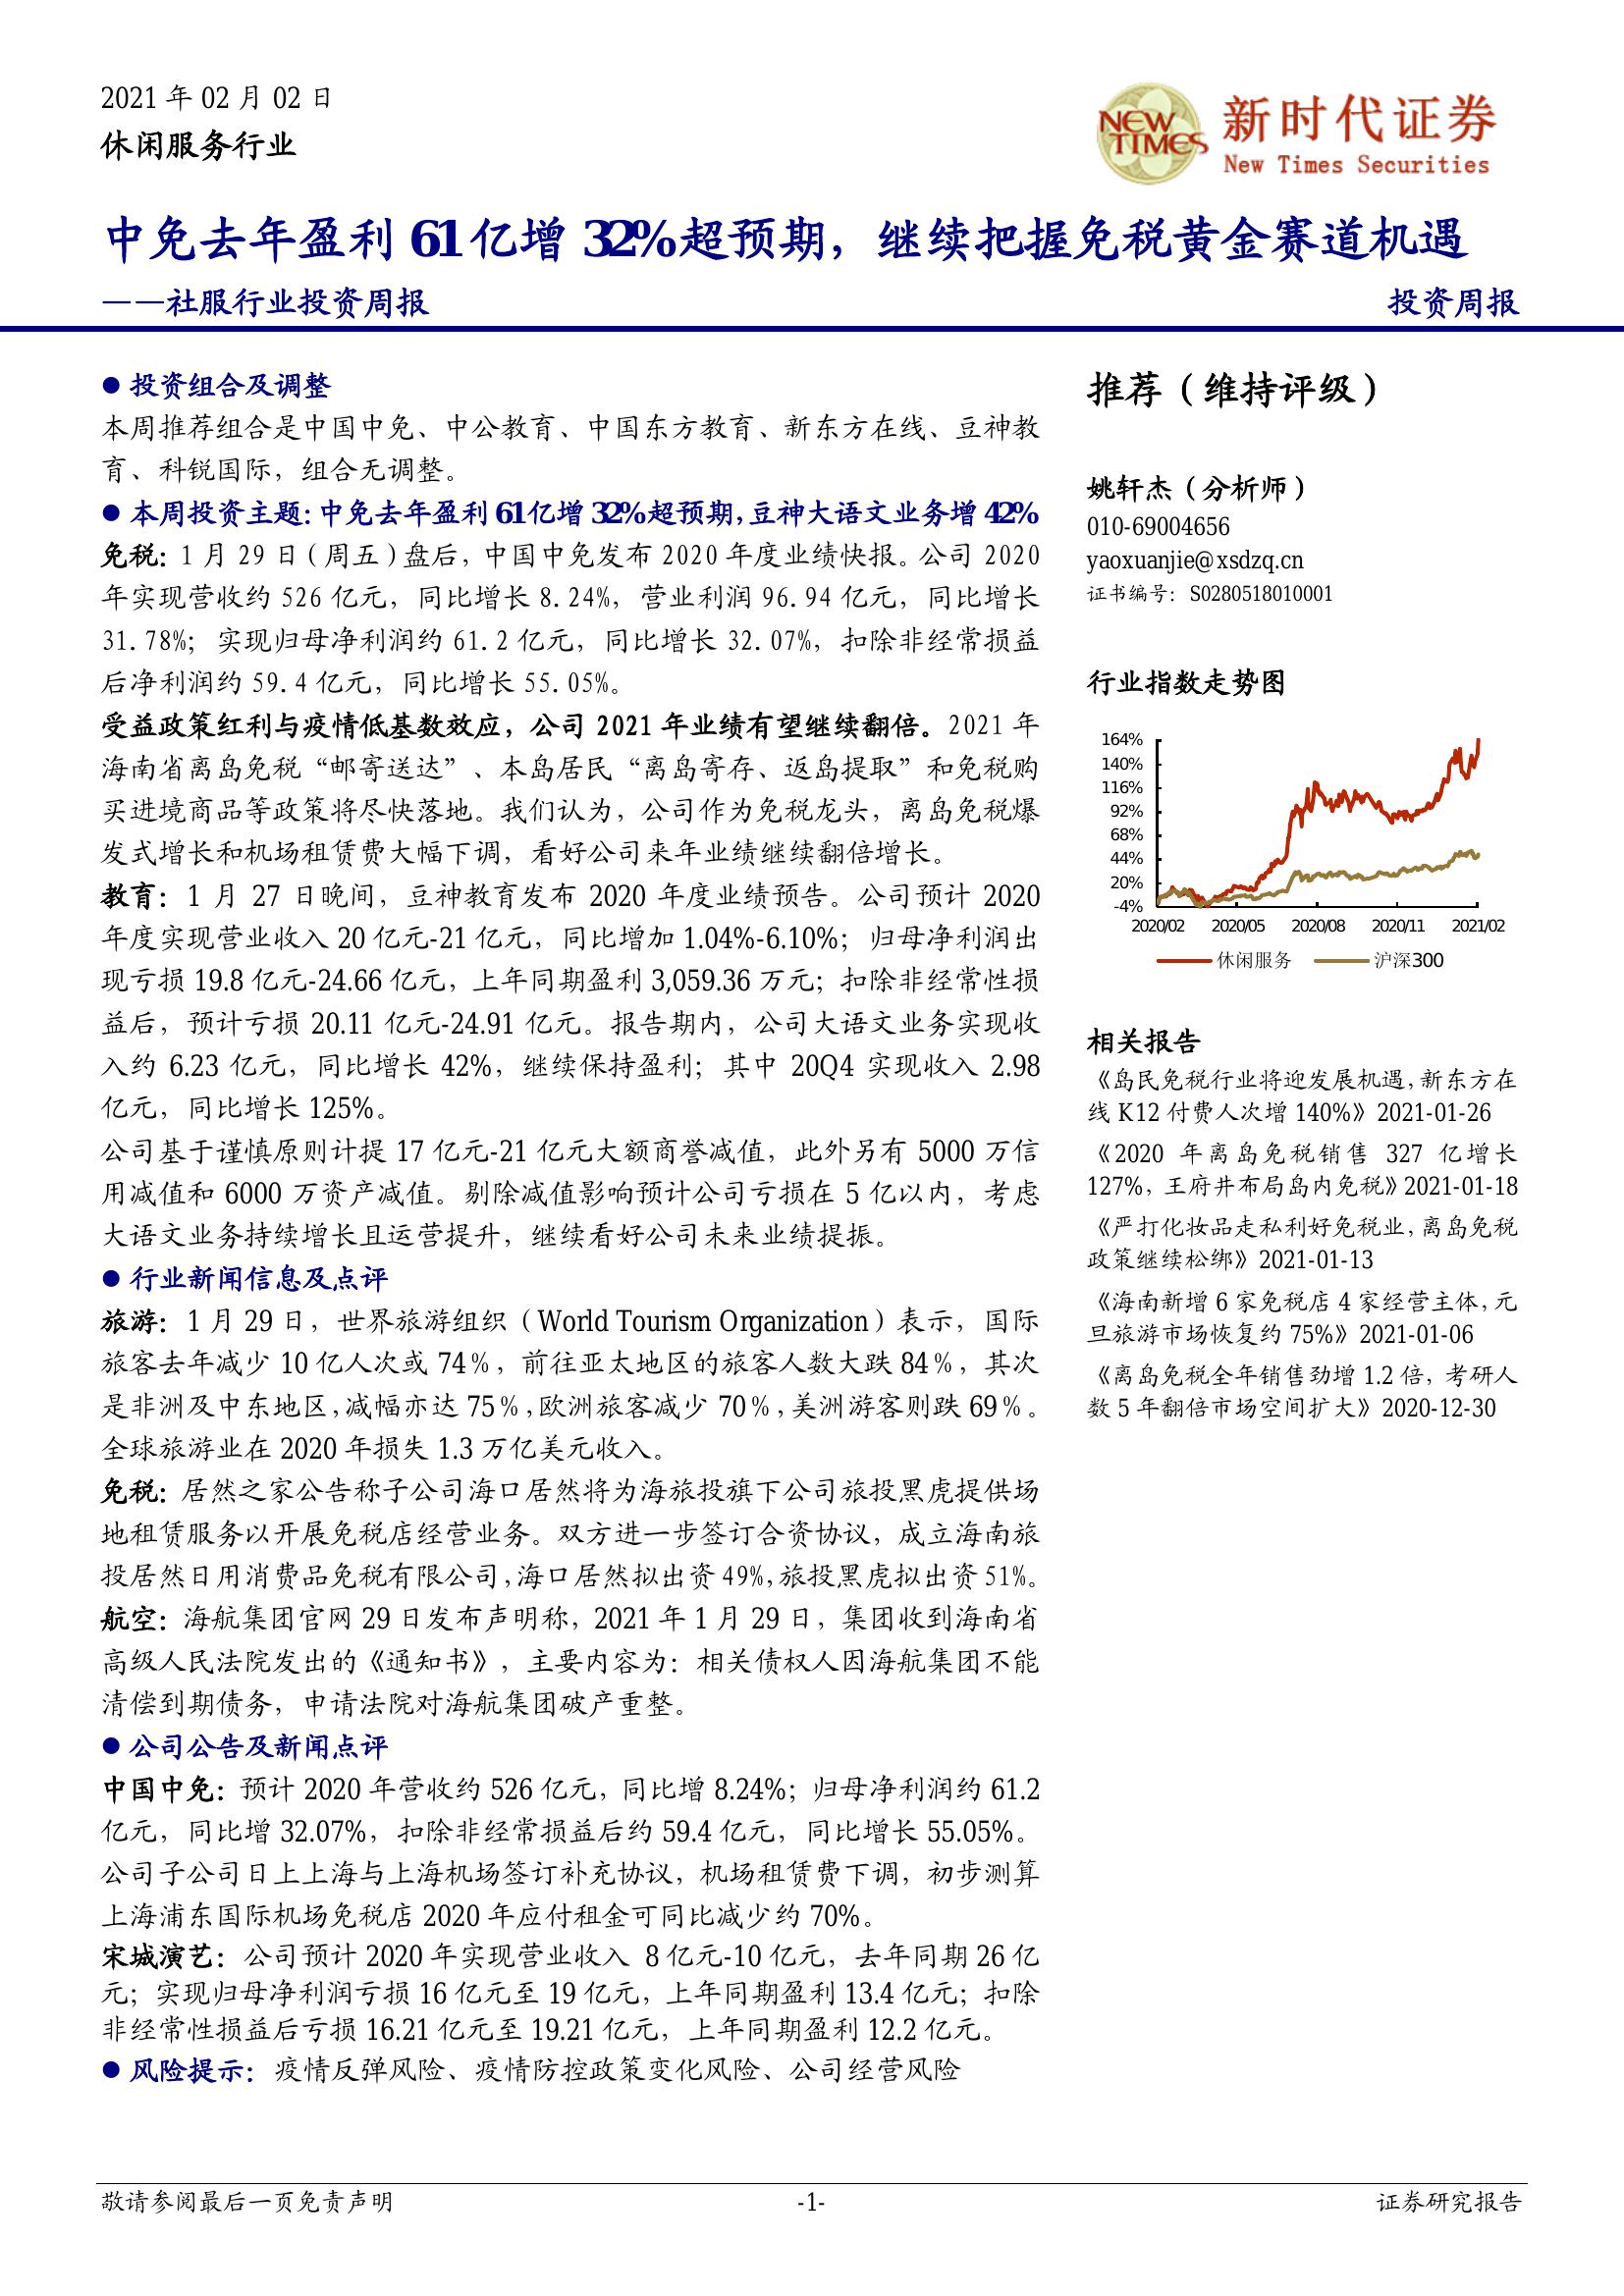 2021 年 02 月 02 日
休闲服务行业
NEW TIMES
新时代证券
New Times Securities
中免去年盈利 61 亿增 32%超预期，继续把握免税黄金赛道机遇
——社服行业投资周报
投资周报
● 投资组合及调整
本周推荐组合是中国中免、中公教育、中国东方教育、新东方在线、豆神教
育、科锐国际，组合无调整。
● 本周投资主题：中免去年盈利 61 亿增 32%超预期，豆神大语文业务增 42%
免税：1 月 29 日（周五）盘后，中国中免发布 2020 年度业绩快报。公司 2020
年实现营收约 526 亿元，同比增长 8.24%，营业利润 96.94 亿元，同比增长
31.78%；实现归母净利润约 61.2 亿元，同比增长 32.07%，扣除非经常损益
后净利润约 59.4 亿元，同比增长 55.05%。
受益政策红利与疫情低基数效应，公司 2021 年业绩有望继续翻倍。2021 年
海南省离岛免税“邮寄送达”、本岛居民“离岛寄存、返岛提取”和免税购
买进境商品等政策将尽快落地。我们认为，公司作为免税龙头，离岛免税爆
发式增长和机场租赁费大幅下调，看好公司来年业绩继续翻倍增长。
教育：1 月 27 日晚间，豆神教育发布 2020 年度业绩预告。公司预计 2020
年度实现营业收入 20 亿元-21 亿元，同比增加 1.04%-6.10%；归母净利润出
现亏损 19.8 亿元-24.66 亿元，上年同期盈利 3,059.36 万元；扣除非经常性损
益后，预计亏损 20.11 亿元-24.91 亿元。报告期内，公司大语文业务实现收
入约 6.23 亿元，同比增长 42%，继续保持盈利；其中 20Q4 实现收入 2.98
亿元，同比增长 125%。
公司基于谨慎原则计提 17 亿元-21 亿元大额商誉减值，此外另有 5000 万信
用减值和 6000 万资产减值。剔除减值影响预计公司亏损在 5 亿以内，考虑
大语文业务持续增长且运营提升，继续看好公司未来业绩提振。
● 行业新闻信息及点评
旅游：1 月 29 日，世界旅游组织（World Tourism Organization）表示，国际
旅客去年减少 10 亿人次或 74％，前往亚太地区的旅客人数大跌 84％，其次
是非洲及中东地区，减幅亦达 75％，欧洲旅客减少 70％，美洲游客则跌 69％。
全球旅游业在 2020 年损失 1.3 万亿美元收入。
免税：居然之家公告称子公司海口居然将为海旅投旗下公司旅投黑虎提供场
地租赁服务以开展免税店经营业务。双方进一步签订合资协议，成立海南旅
投居然日用消费品免税有限公司，海口居然拟出资 49%，旅投黑虎拟出资 51%。
航空：海航集团官网 29 日发布声明称，2021 年 1 月 29 日，集团收到海南省
高级人民法院发出的《通知书》，主要内容为：相关债权人因海航集团不能
清偿到期债务，申请法院对海航集团破产重整。
● 公司公告及新闻点评
中国中免：预计 2020 年营收约 526 亿元，同比增 8.24%；归母净利润约 61.2
亿元，同比增 32.07%，扣除非经常损益后约 59.4 亿元，同比增长 55.05%。
公司子公司日上上海与上海机场签订补充协议，机场租赁费下调，初步测算
上海浦东国际机场免税店 2020 年应付租金可同比减少约 70%。
宋城演艺：公司预计 2020 年实现营业收入 8 亿元-10 亿元，去年同期 26 亿
元；实现归母净利润亏损 16 亿元至 19 亿元，上年同期盈利 13.4 亿元；扣除
非经常性损益后亏损 16.21 亿元至 19.21 亿元，上年同期盈利 12.2 亿元。
● 风险提示：疫情反弹风险、疫情防控政策变化风险、公司经营风险
推荐（维持评级）
姚轩杰（分析师）
010-69004656
yaoxuanjie@xsdzq.cn
证书编号：S0280518010001
行业指数走势图
164%
140%
116%
92%
68%
44%
20%
-4%
2020/02 2020/05 2020/08 2020/11 2021/02
休闲服务 沪深300
相关报告
《岛民免税行业将迎发展机遇，新东方在
线 K12 付费人次增 140%》2021-01-26
《2020 年离岛免税销售 327 亿增长
127%，王府井布局岛内免税》2021-01-18
《严打化妆品走私利好免税业，离岛免税
政策继续松绑》2021-01-13
《海南新增 6 家免税店 4 家经营主体，元
旦旅游市场恢复约 75%》2021-01-06
《离岛免税全年销售劲增 1.2 倍，考研人
数 5 年翻倍市场空间扩大》2020-12-30
敬请参阅最后一页免责声明
-1-
证券研究报告